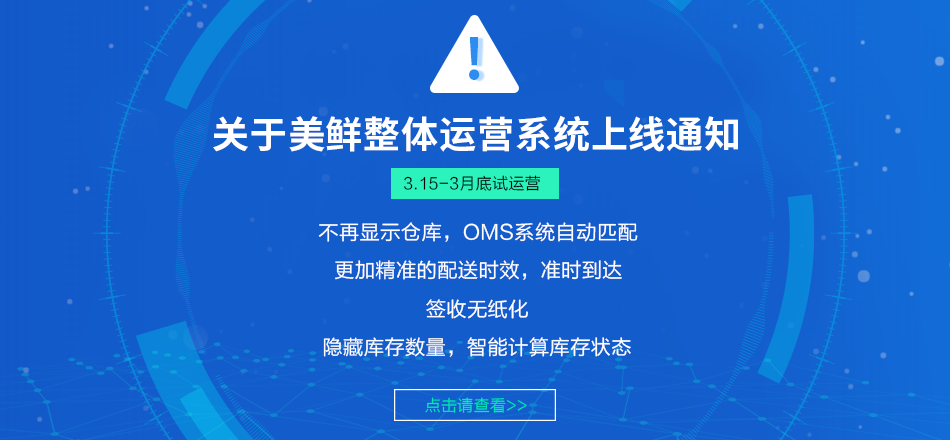 关于美鲜整体运营系统上线通知
3.15-3月底试运营
不再显示仓库，OMS系统自动匹配
更加精准的配送时效，准时到达
签收无纸化
隐藏库存数量，智能计算库存状态
点击请查看>>